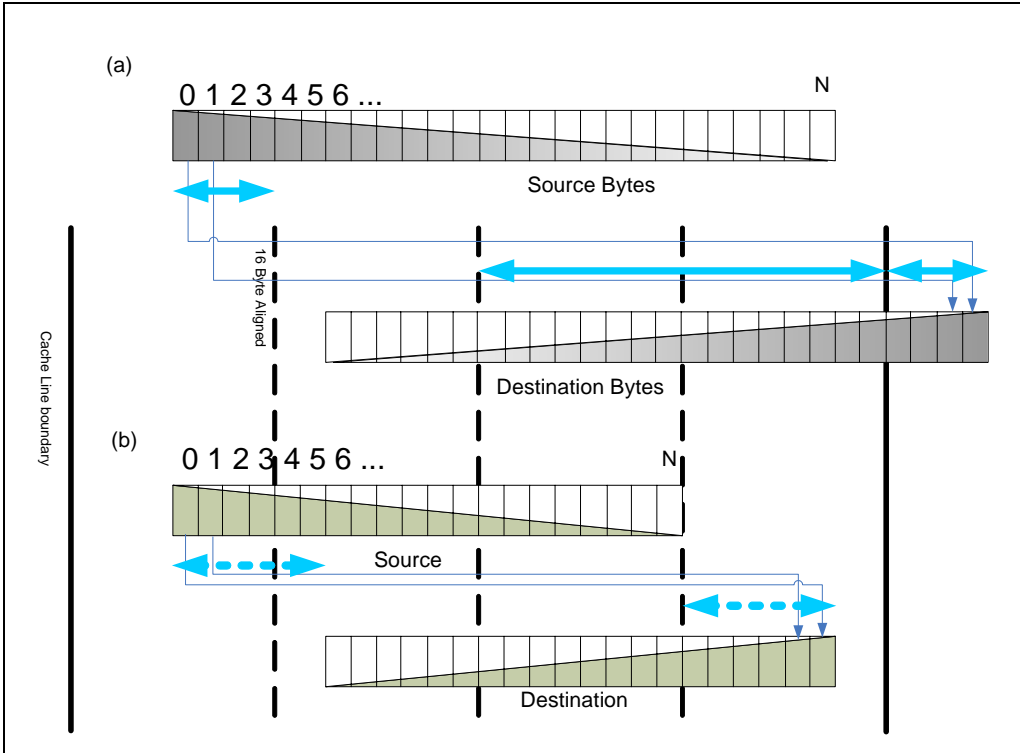 (a)
0 1 2 3 4 5 6 ...
N
Source Bytes
16 Byte Aligned
Cache Line boundary
Destination Bytes
(b)
0 1 2 3 4 5 6 ...
N
Source
Destination